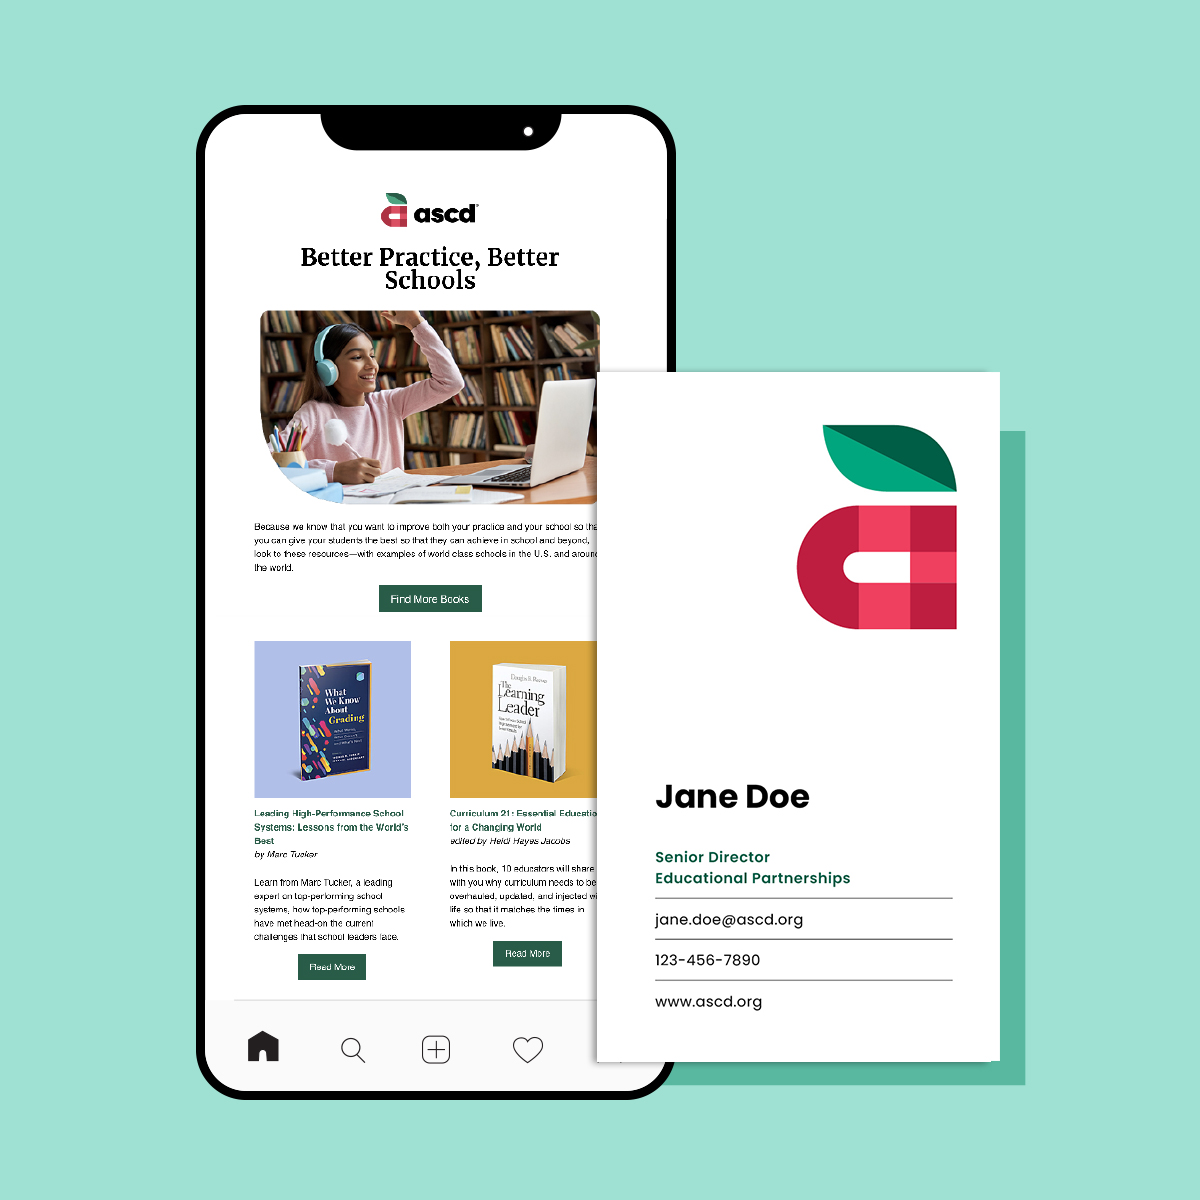 ascd
Better Practice, Better
Schools
Because we know that you want to improve both your practice and your school so
you can give your students the best so that they can achieve in school and beyond,
look to these resources—with examples of world class schools in the U.S. and
the world.
Find More Books
What
We Know
About
Grading
Douglas B. Reeves
The
Learning
Leader
Leading High-Performance School
Systems: Lessons from the World's
Best
by Marc Tucker
Learn from Marc Tucker, a leading
expert on top-performing school
systems, how top-performing schools
have met head-on the current
challenges that school leaders face.
Read More
Curriculum 21: Essential
for a Changing World
edited by Heidi Hayes Jacobs
In this book, 10 educators will share
with you why curriculum needs to be
overhauled, updated, and injected
life so that it matches the times in
which we live.
Read More
Jane Doe
Senior Director
Educational Partnerships
jane.doe@ascd.org
123-456-7890
www.ascd.org